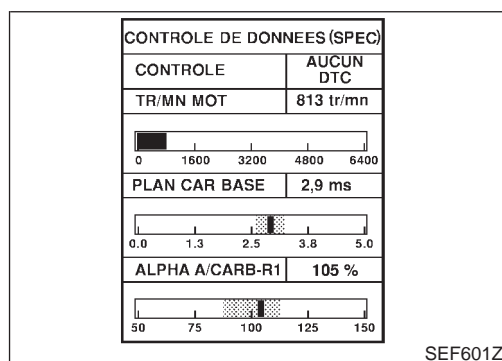 CONTROLE DE DONNEES (SPEC)
CONTROLE AUCUN DTC
TR/MN MOT 813 tr/mn
0 1600 3200 4800 6400
PLAN CAR BASE 2,9 ms
0.0 1.3 2.5 3.8 5.0
ALPHA A/CARB-R1 105 %
50 75 100 125 150
SEF601Z